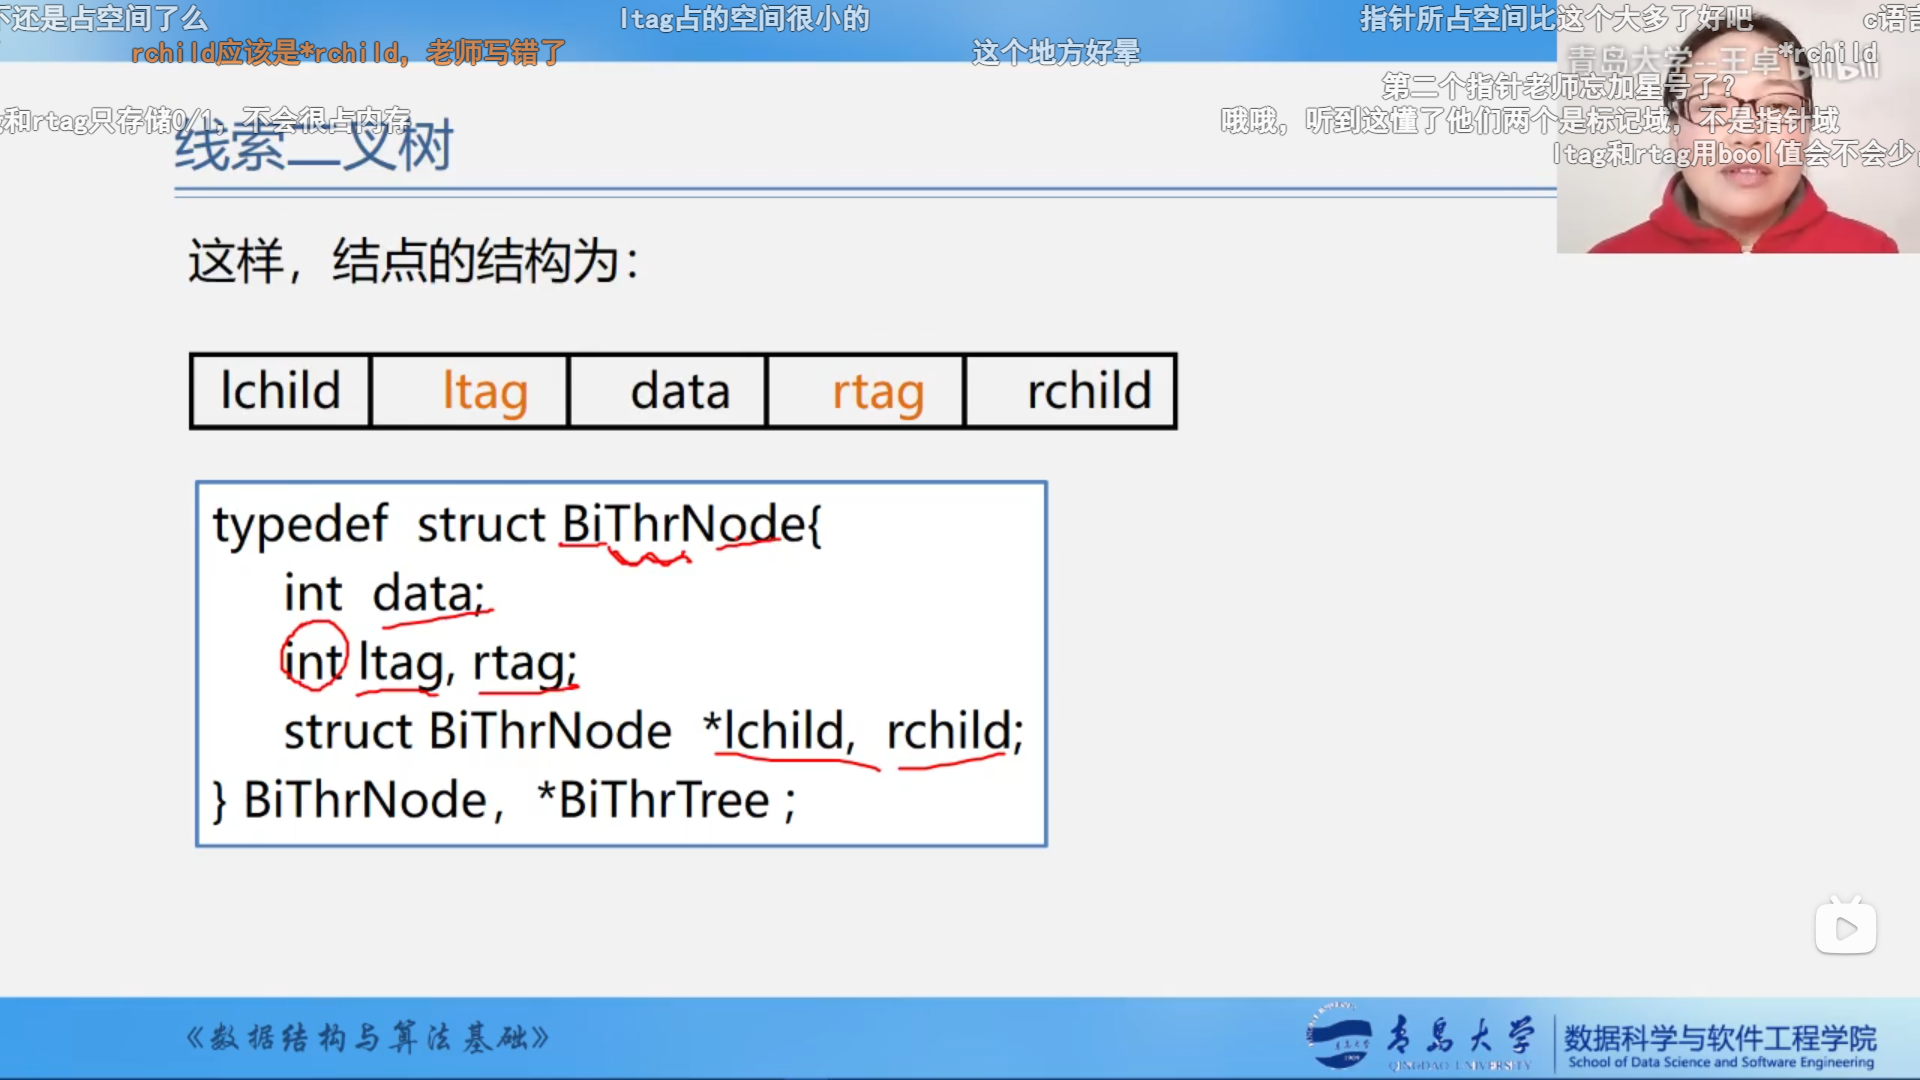 不还是占空间了么
ltag占的空间很小的
指针所占空间比这个大多了好吧
c语言
rchild应该是*rchild，老师写错了
这个地方好晕
青岛大学--王卓
*rchild
bilibili
第二个指针老师忘加星号了？
和rtag只存储0/1，不会很占内存
哦哦，听到这懂了他们两个是标记域，不是指针域
ltag和rtag用bool值会不会少
线索二叉树
这样，结点的结构为：
lchild ltag data rtag rchild
typedef struct BiThrNode{
int data;
int ltag, rtag;
struct BiThrNode *lchild, rchild;
} BiThrNode, *BiThrTree ;
《数据结构与算法基础》
青岛大学
QINGDAO UNIVERSITY
数据科学与软件工程学院
School of Data Science and Software Engineering